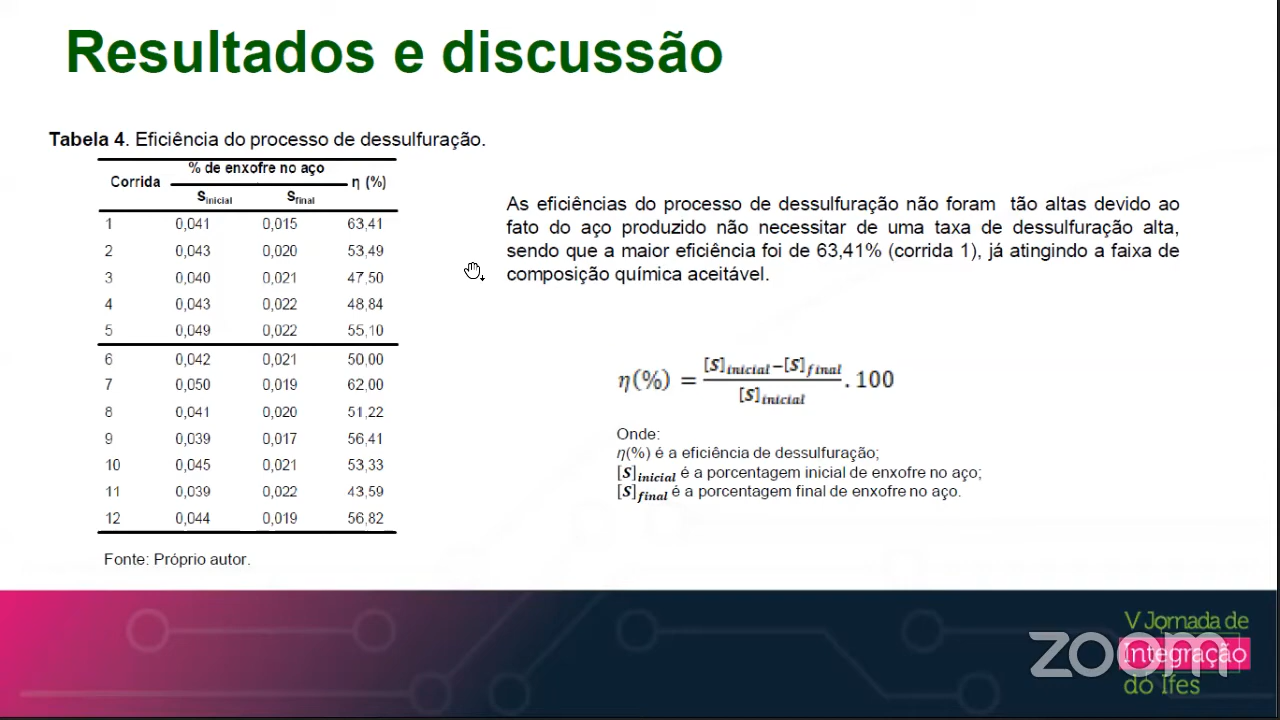 Resultados e discussão
Tabela 4. Eficiência do processo de dessulfuração.
Corrida % de enxofre no aço η (%)
Sinicial Sfinal
1 0,041 0,015 63,41
2 0,043 0,020 53,49
3 0,040 0,021 47,50
4 0,043 0,022 48,84
5 0,049 0,022 55,10
6 0,042 0,021 50,00
7 0,050 0,019 62,00
8 0,041 0,020 51,22
9 0,039 0,017 56,41
10 0,045 0,021 53,33
11 0,039 0,022 43,59
12 0,044 0,019 56,82
Fonte: Próprio autor.
As eficiências do processo de dessulfuração não foram tão altas devido ao
fato do aço produzido não necessitar de uma taxa de dessulfuração alta,
sendo que a maior eficiência foi de 63,41% (corrida 1), já atingindo a faixa de
composição química aceitável.
η(%) = [S]inicial−[S]final / [S]inicial . 100
Onde:
η(%) é a eficiência de dessulfuração;
[S]inicial é a porcentagem inicial de enxofre no aço;
[S]final é a porcentagem final de enxofre no aço.
V Jornada de
Integração
do Ifes
zoom